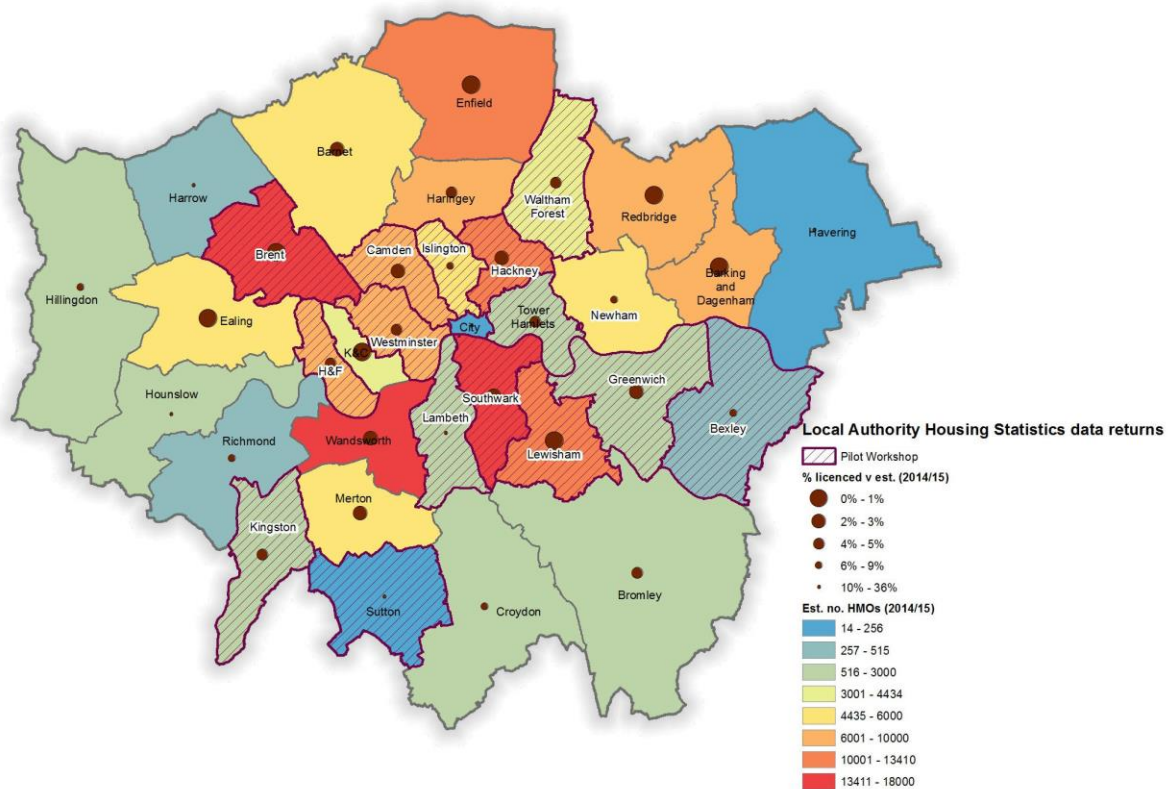 Enfield
Barnet
Harrow
Haringey
Waltham
Forest
Redbridge
Havering
Brent
Camden
Islington
Hackney
Barking
and
Dagenham
Hillingdon
Ealing
Tower
Hamlets
Newham
City
Westminster
K&C
H&F
Hounslow
Greenwich
Southwark
Lambeth
Bexley
Richmond
Wandsworth
Lewisham
Merton
Kingston
Sutton
Croydon
Bromley
Local Authority Housing Statistics data returns
Pilot Workshop
% licenced v est. (2014/15)
0% - 1%
2% - 3%
4% - 5%
6% - 9%
10% - 36%
Est. no. HMOs (2014/15)
14 - 256
257 - 515
516 - 3000
3001 - 4434
4435 - 6000
6001 - 10000
10001 - 13410
13411 - 18000